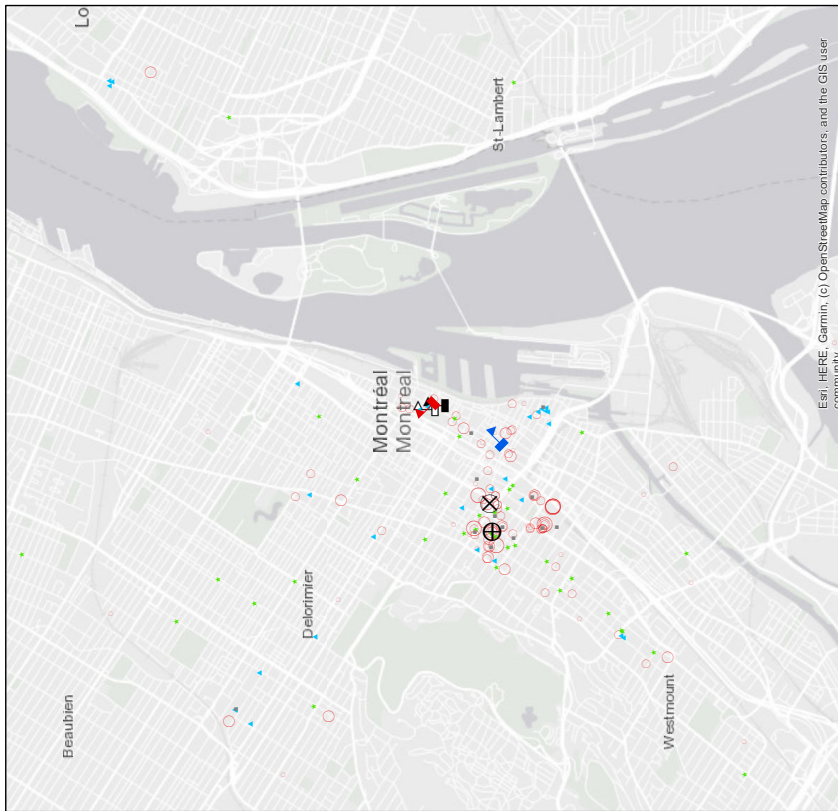 Lo
St-Lambert
Montréal
Montreal
Delorimier
Beaubien
Westmount
Esri, HERE, Garmin, (c) OpenStreetMap contributors, and the GIS user
community